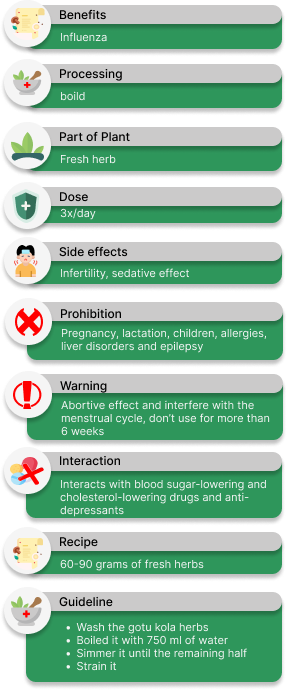 Benefits
Influenza
Processing
boild
Part of Plant
Fresh herb
Dose
3x/day
Side effects
Infertility, sedative effect
Prohibition
Pregnancy, lactation, children, allergies,
liver disorders and epilepsy
Warning
Abortive effect and interfere with the
menstrual cycle, don't use for more than
6 weeks
Interaction
Interacts with blood sugar-lowering and
cholesterol-lowering drugs and anti-
depressants
Recipe
60-90 grams of fresh herbs
Guideline
• Wash the gotu kola herbs
• Boiled it with 750 ml of water
• Simmer it until the remaining half
• Strain it